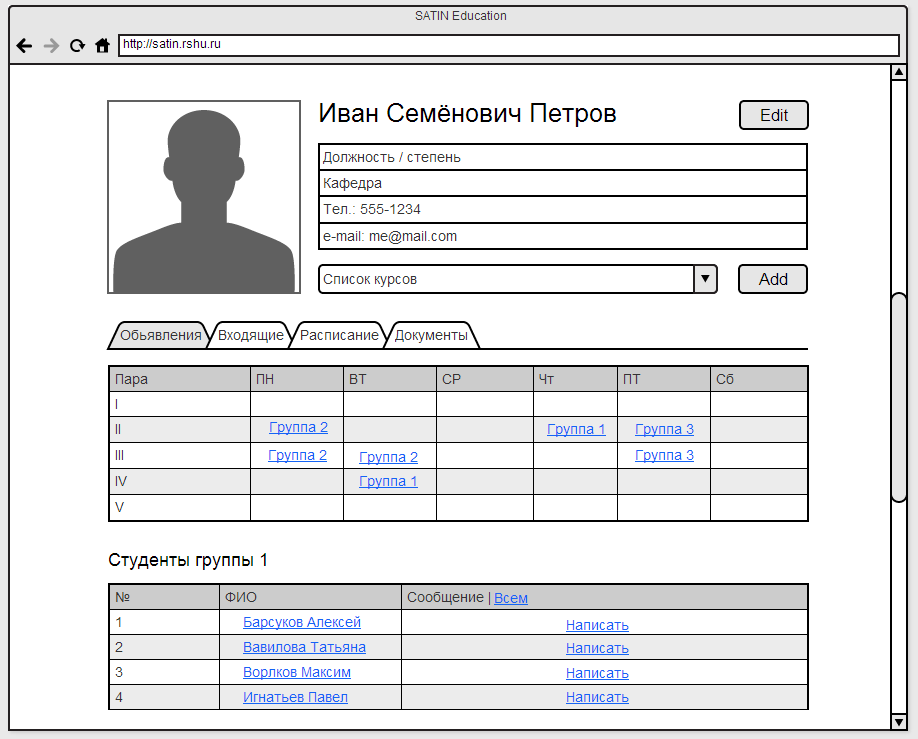 SATIN Education
http://satin.rshu.ru
Иван Семёнович Петров
Edit
Должность / степень
Кафедра
Тел.: 555-1234
e-mail: me@mail.com
Список курсов
Add
Обьявления Входящие Расписание Документы
Пара ПН ВТ СР Чт ПТ Сб
I
II Группа 2 Группа 1 Группа 3
III Группа 2 Группа 2 Группа 3
IV Группа 1
V
Студенты группы 1
№ ФИО Сообщение | Всем
1 Барсуков Алексей Написать
2 Вавилова Татьяна Написать
3 Ворлков Максим Написать
4 Игнатьев Павел Написать